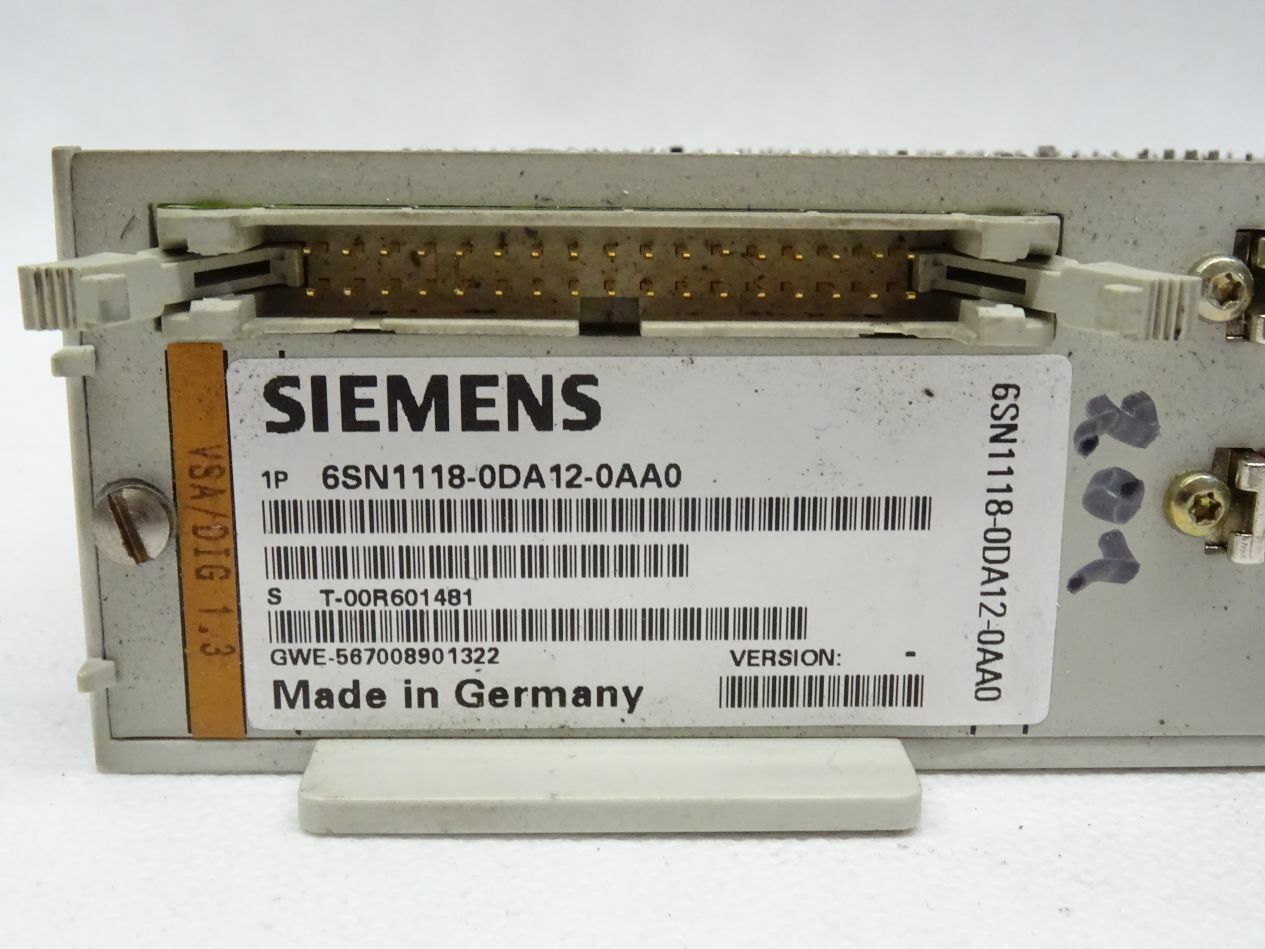 SIEMENS
1P 6SN1118-0DA12-0AA0
S T-00R601481
GWE-567008901322
VERSION: -
Made in Germany
6SN1118-0DA12-0AA0
VSA/DIG 1.3